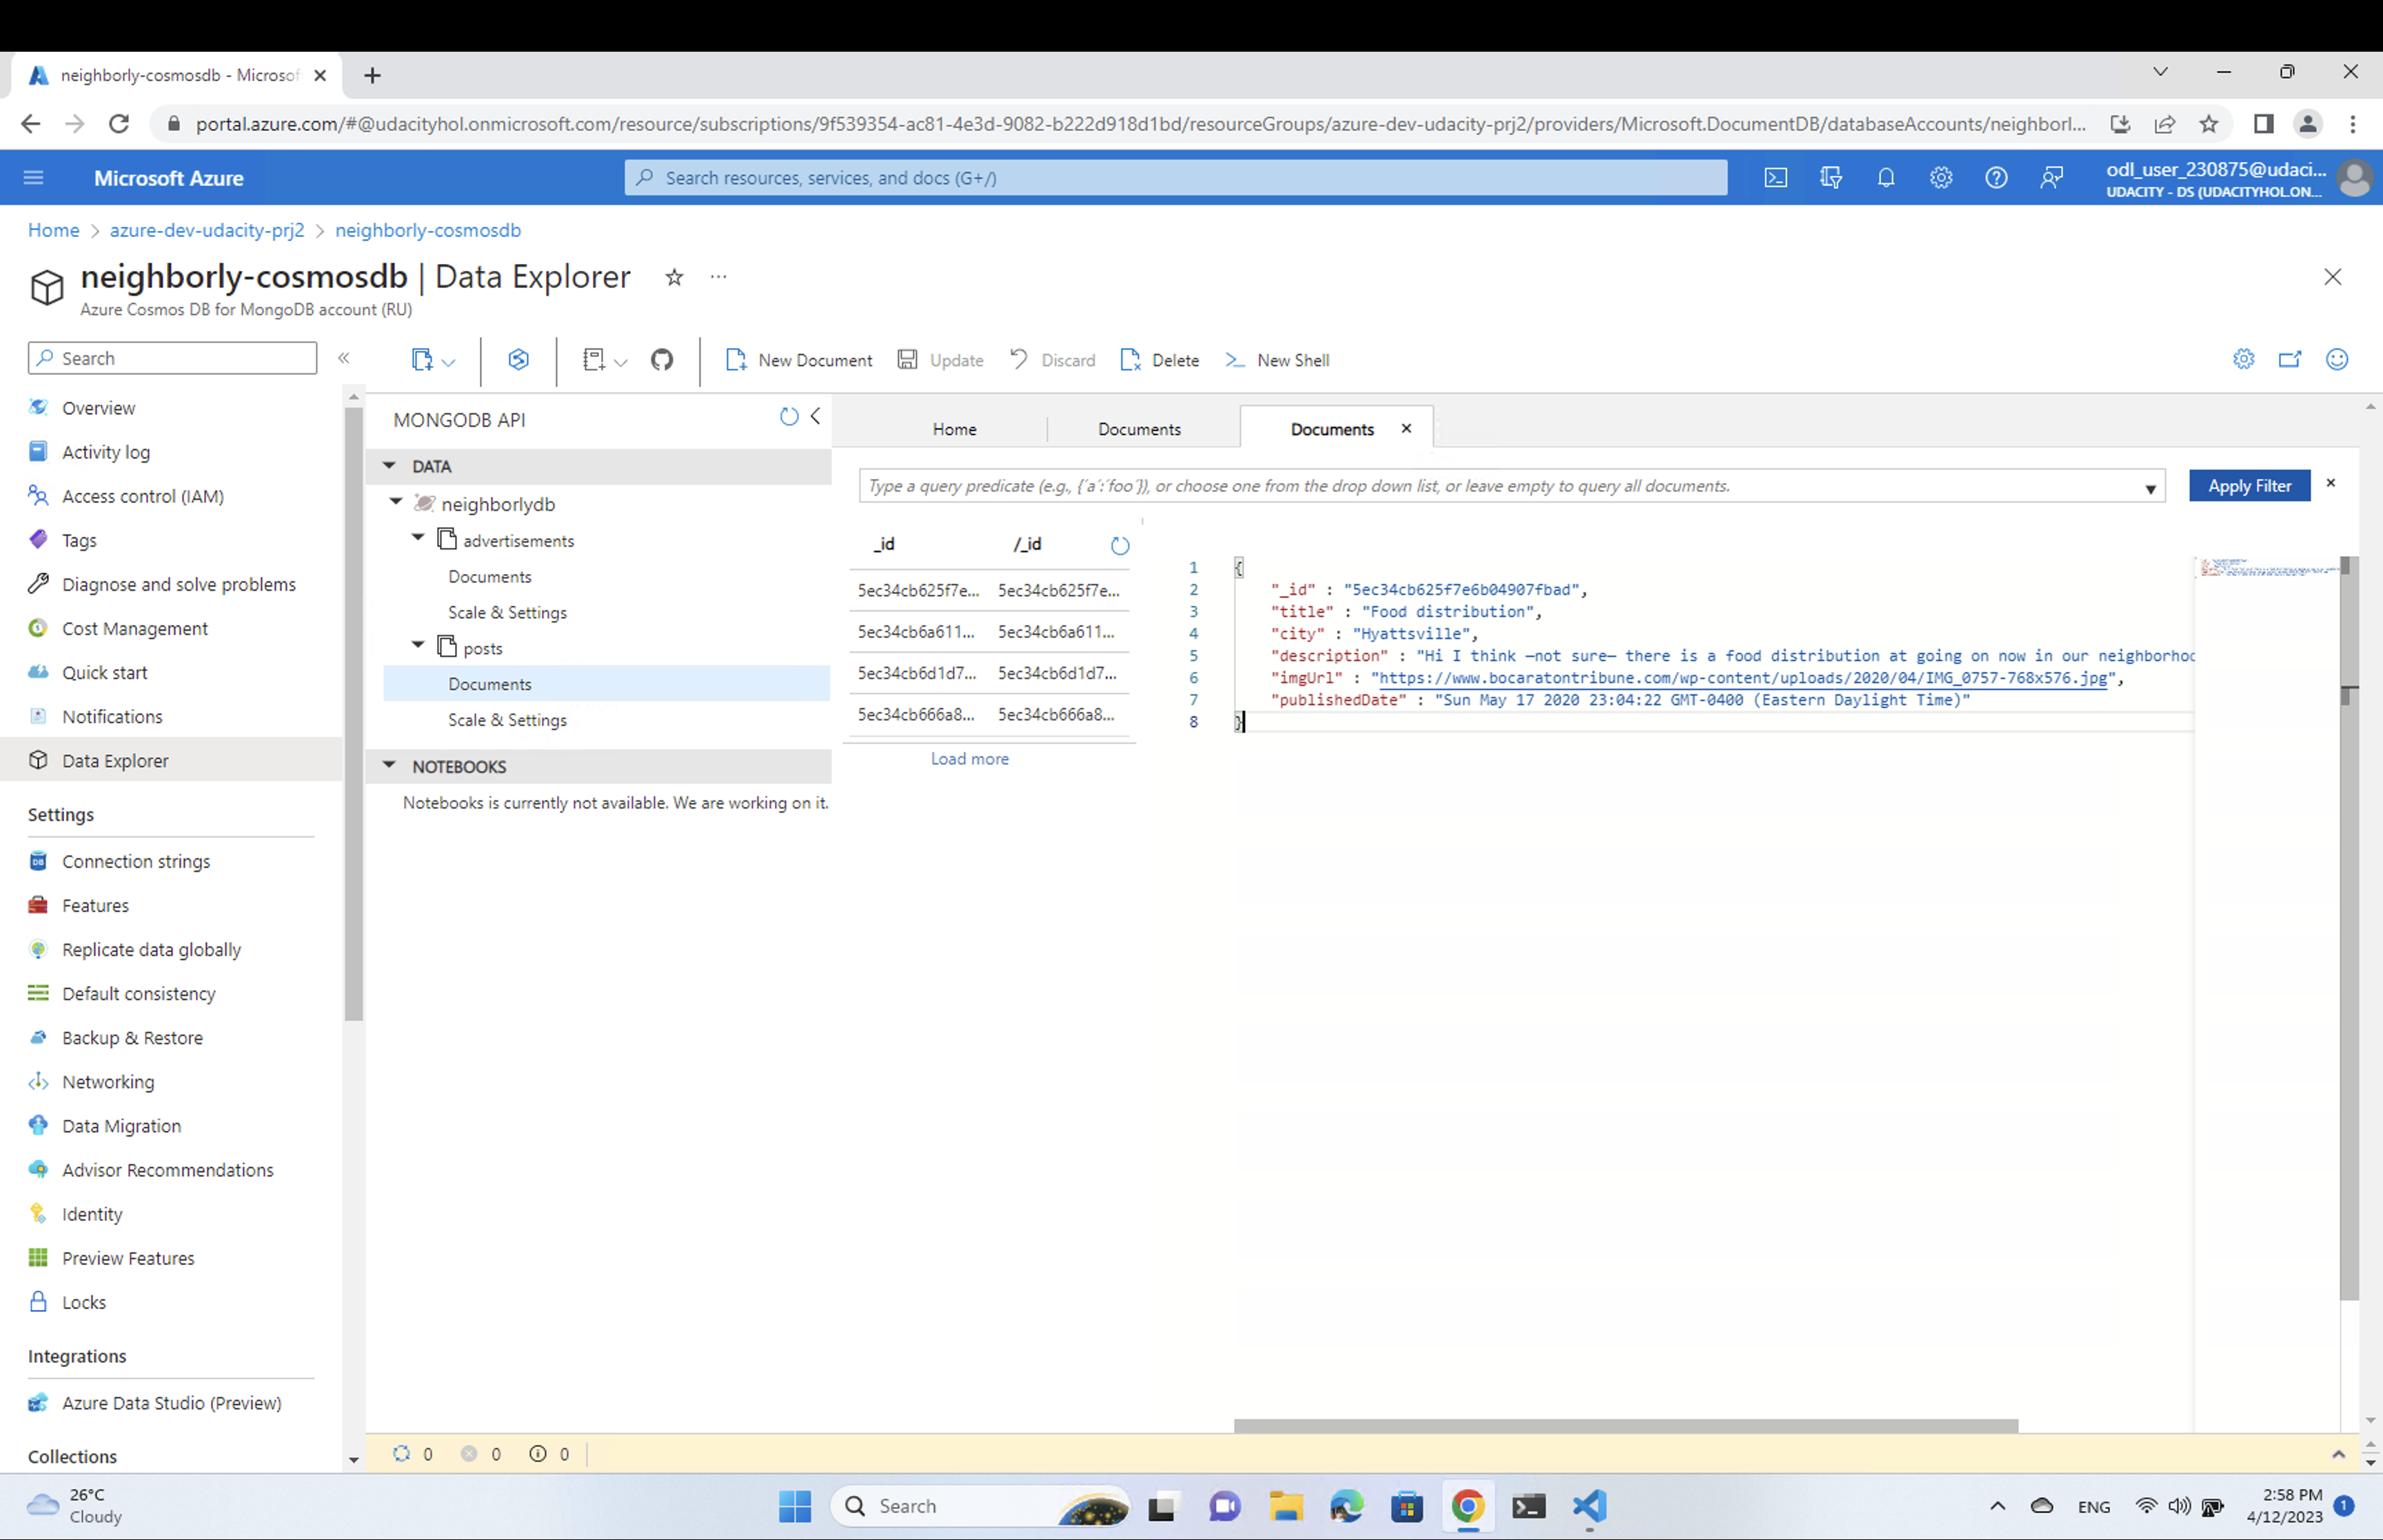 neighborly-cosmosdb - Microsof
portal.azure.com/#@udacityhol.onmicrosoft.com/resource/subscriptions/9f539354-ac81-4e3d-9082-b222d918d1bd/resourceGroups/azure-dev-udacity-prj2/providers/Microsoft.DocumentDB/databaseAccounts/neighborl...
Microsoft Azure
Search resources, services, and docs (G+/)
odl_user_230875@udaci...
UDACITY - DS (UDACITYHOL.ON...
Home > azure-dev-udacity-prj2 > neighborly-cosmosdb
neighborly-cosmosdb | Data Explorer
Azure Cosmos DB for MongoDB account (RU)
Search
New Document Update Discard Delete New Shell
Overview
Activity log
Access control (IAM)
Tags
Diagnose and solve problems
Cost Management
Quick start
Notifications
Data Explorer
Settings
Connection strings
Features
Replicate data globally
Default consistency
Backup & Restore
Networking
Data Migration
Advisor Recommendations
Identity
Preview Features
Locks
Integrations
Azure Data Studio (Preview)
Collections
MONGODB API
DATA
neighborlydb
advertisements
Documents
Scale & Settings
posts
Documents
Scale & Settings
NOTEBOOKS
Notebooks is currently not available. We are working on it.
Home Documents Documents
Type a query predicate (e.g., {´a´:´foo´}), or choose one from the drop down list, or leave empty to query all documents.
Apply Filter
_id /_id
5ec34cb625f7e... 5ec34cb625f7e...
5ec34cb6a611... 5ec34cb6a611...
5ec34cb6d1d7... 5ec34cb6d1d7...
5ec34cb666a8... 5ec34cb666a8...
Load more
1 {
2 "_id" : "5ec34cb625f7e6b04907fbad",
3 "title" : "Food distribution",
4 "city" : "Hyattsville",
5 "description" : "Hi I think —not sure— there is a food distribution at going on now in our neighborhoo
6 "imgUrl" : "https://www.bocaratontribune.com/wp-content/uploads/2020/04/IMG_0757-768x576.jpg",
7 "publishedDate" : "Sun May 17 2020 23:04:22 GMT-0400 (Eastern Daylight Time)"
8 }
0 0 0
26°C
Cloudy
Search
ENG
2:58 PM
4/12/2023
1